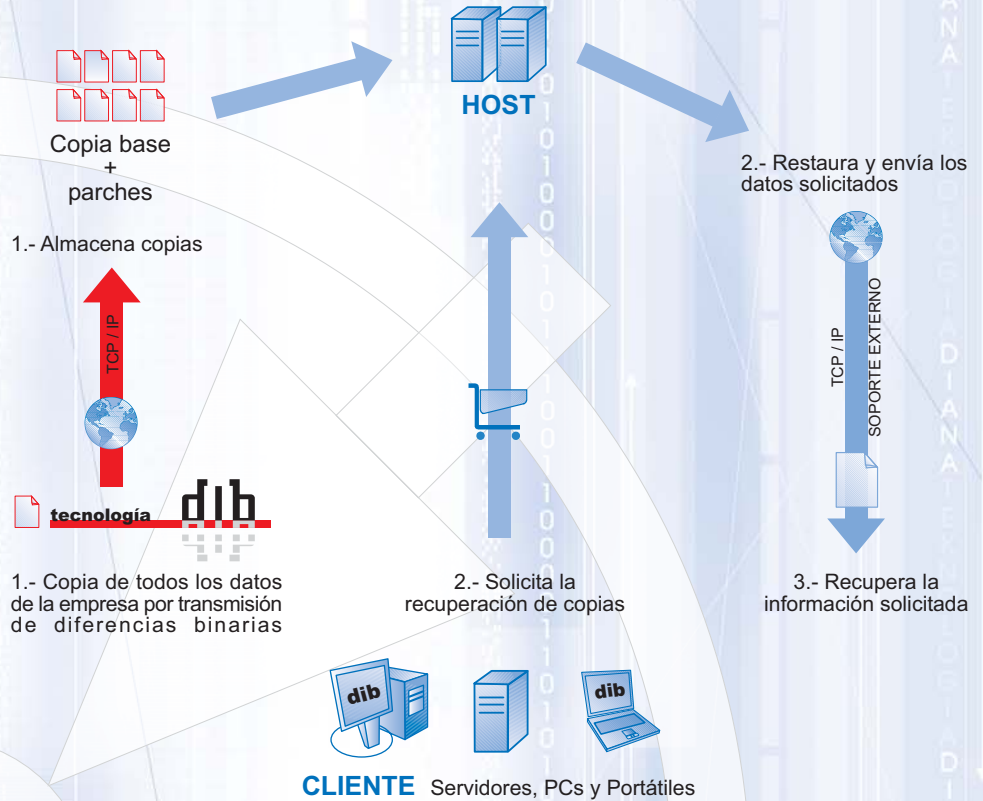 HOST
Copia base
+
parches
1.- Almacena copias
TCP / IP
tecnología dib
1.- Copia de todos los datos
de la empresa por transmisión
de diferencias binarias
2.- Solicita la
recuperación de copias
2.- Restaura y envía los
datos solicitados
TCP / IP
SOPORTE EXTERNO
3.- Recupera la
información solicitada
dib
dib
CLIENTE Servidores, PCs y Portátiles